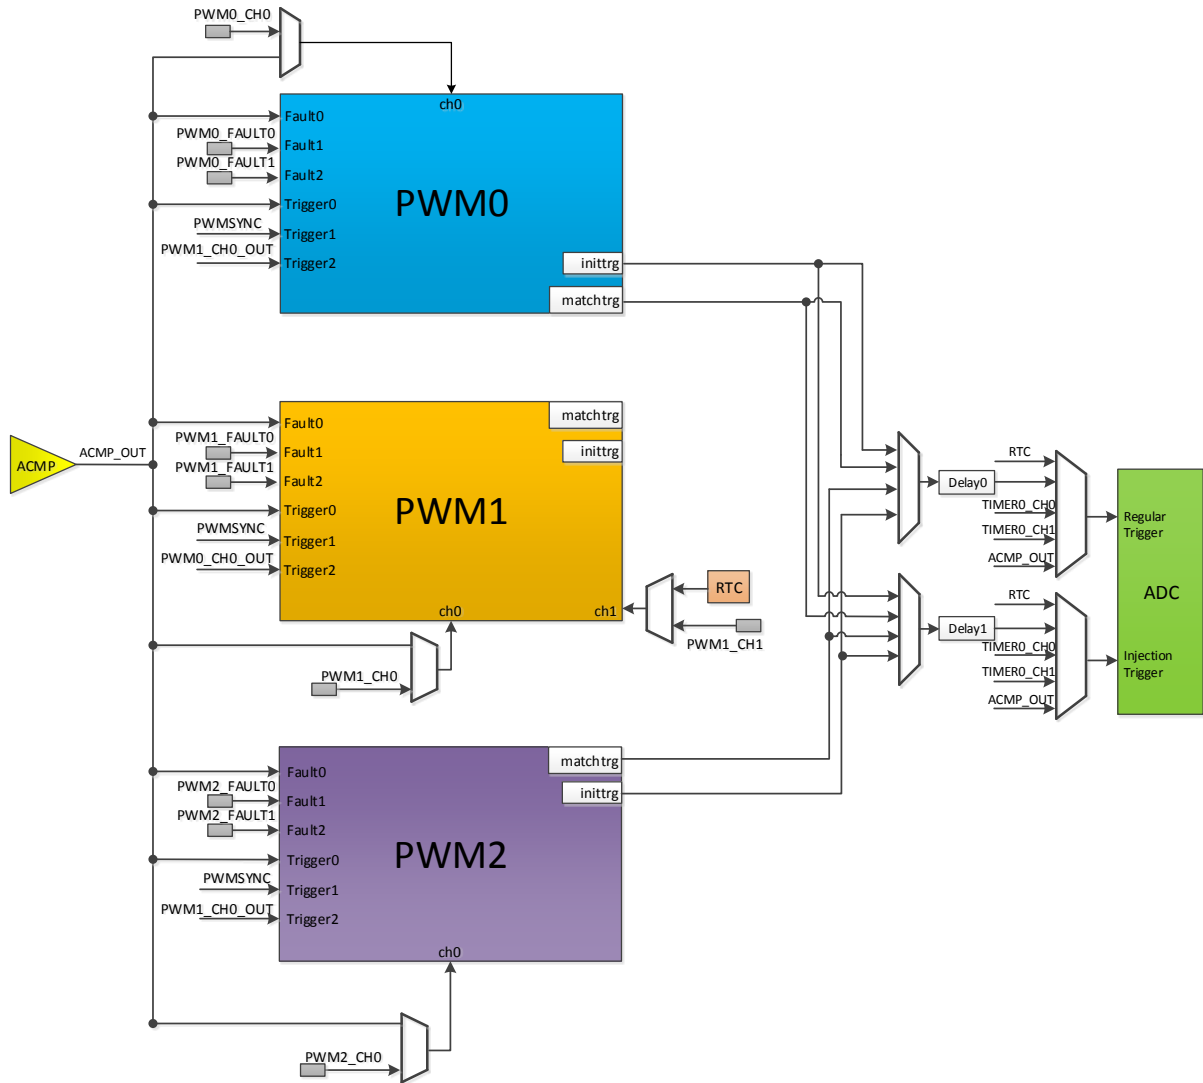 PWM0_CH0
ch0
Fault0
PWM0_FAULT0
Fault1
PWM0_FAULT1
Fault2
PWM0
Trigger0
PWMSYNC
Trigger1
PWM1_CH0_OUT
Trigger2
inittrg
matchtrg
ACMP
ACMP_OUT
matchtrg
Fault0
PWM1_FAULT0
Fault1
inittrg
PWM1_FAULT1
Fault2
PWM1
Trigger0
PWMSYNC
Trigger1
PWM0_CH0_OUT
Trigger2
ch0
ch1
RTC
PWM1_CH1
PWM1_CH0
RTC
Delay0
TIMER0_CH0
TIMER0_CH1
ACMP_OUT
Regular
Trigger
ADC
RTC
Delay1
TIMER0_CH0
TIMER0_CH1
ACMP_OUT
Injection
Trigger
matchtrg
Fault0
PWM2_FAULT0
inittrg
Fault1
PWM2_FAULT1
Fault2
PWM2
Trigger0
PWMSYNC
Trigger1
PWM1_CH0_OUT
Trigger2
ch0
PWM2_CH0